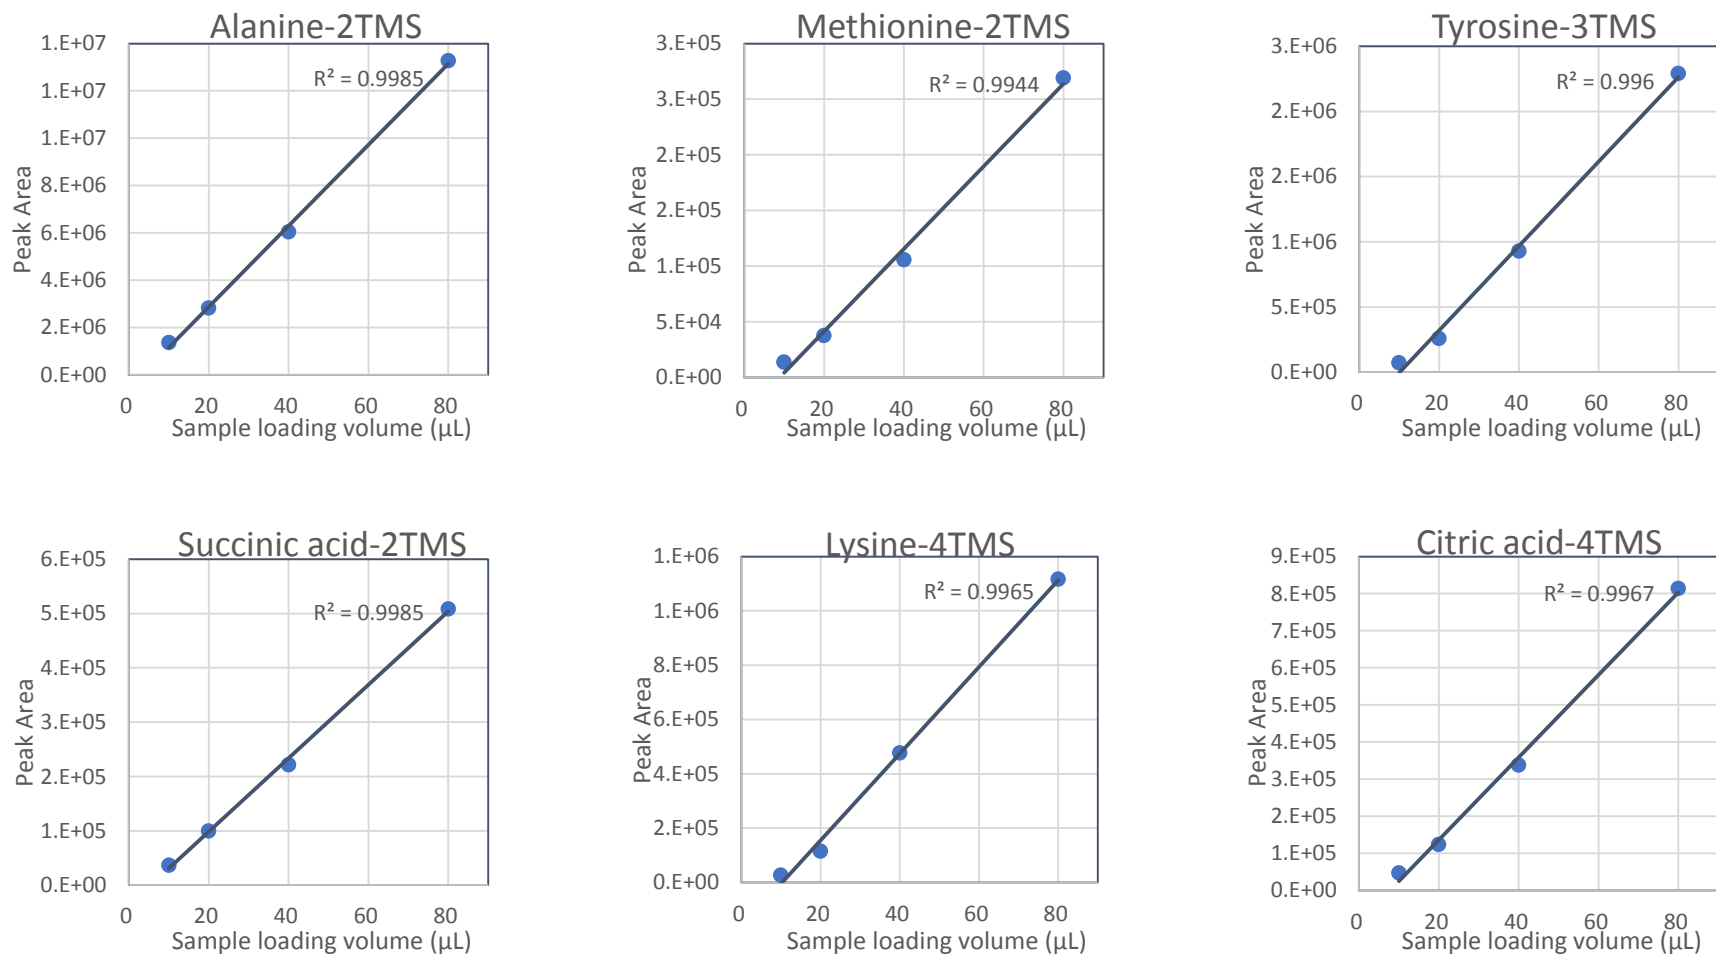 Alanine-2TMS
1.E+07
1.E+07
1.E+07
8.E+06
6.E+06
4.E+06
2.E+06
0.E+00
R² = 0.9985
Peak Area
0 20 40 60 80
Sample loading volume (µL)
Methionine-2TMS
3.E+05
3.E+05
2.E+05
2.E+05
1.E+05
5.E+04
0.E+00
R² = 0.9944
Peak Area
0 20 40 60 80
Sample loading volume (µL)
Tyrosine-3TMS
3.E+06
2.E+06
2.E+06
1.E+06
5.E+05
0.E+00
R² = 0.996
Peak Area
0 20 40 60 80
Sample loading volume (µL)
Succinic acid-2TMS
6.E+05
5.E+05
4.E+05
3.E+05
2.E+05
1.E+05
0.E+00
R² = 0.9985
Peak Area
0 20 40 60 80
Sample loading volume (µL)
Lysine-4TMS
1.E+06
1.E+06
8.E+05
6.E+05
4.E+05
2.E+05
0.E+00
R² = 0.9965
Peak Area
0 20 40 60 80
Sample loading volume (µL)
Citric acid-4TMS
9.E+05
8.E+05
7.E+05
6.E+05
5.E+05
4.E+05
3.E+05
2.E+05
1.E+05
0.E+00
R² = 0.9967
Peak Area
0 20 40 60 80
Sample loading volume (µL)